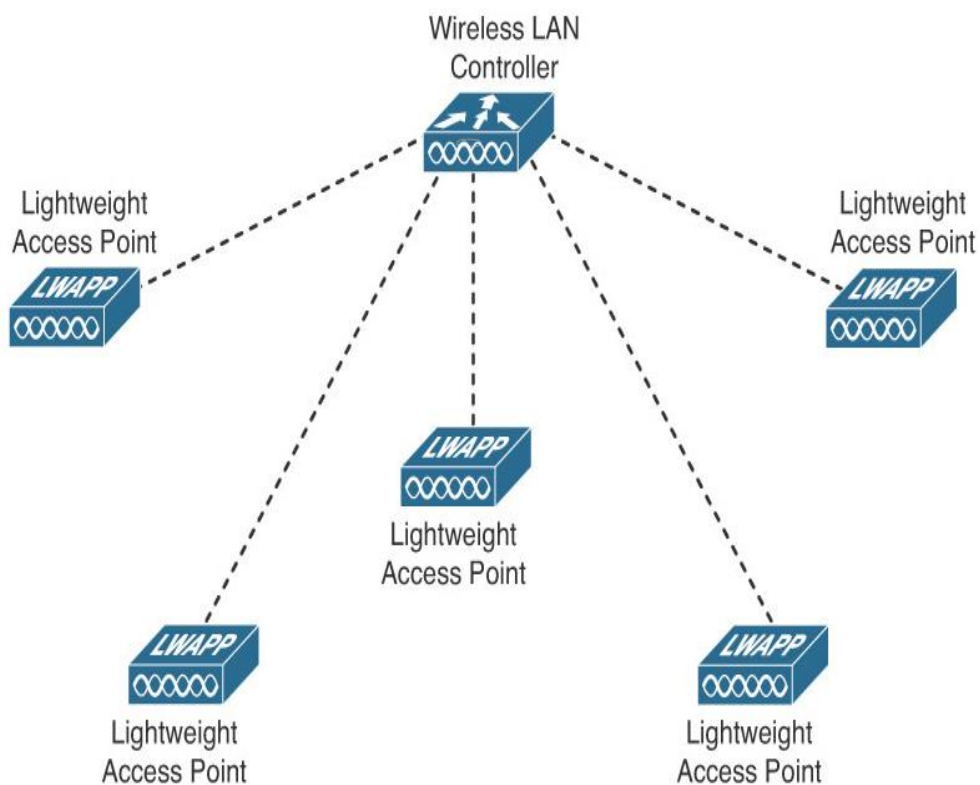 Wireless LAN
Controller
Lightweight
Access Point
LWAPP
Lightweight
Access Point
LWAPP
LWAPP
Lightweight
Access Point
LWAPP
Lightweight
Access Point
LWAPP
Lightweight
Access Point